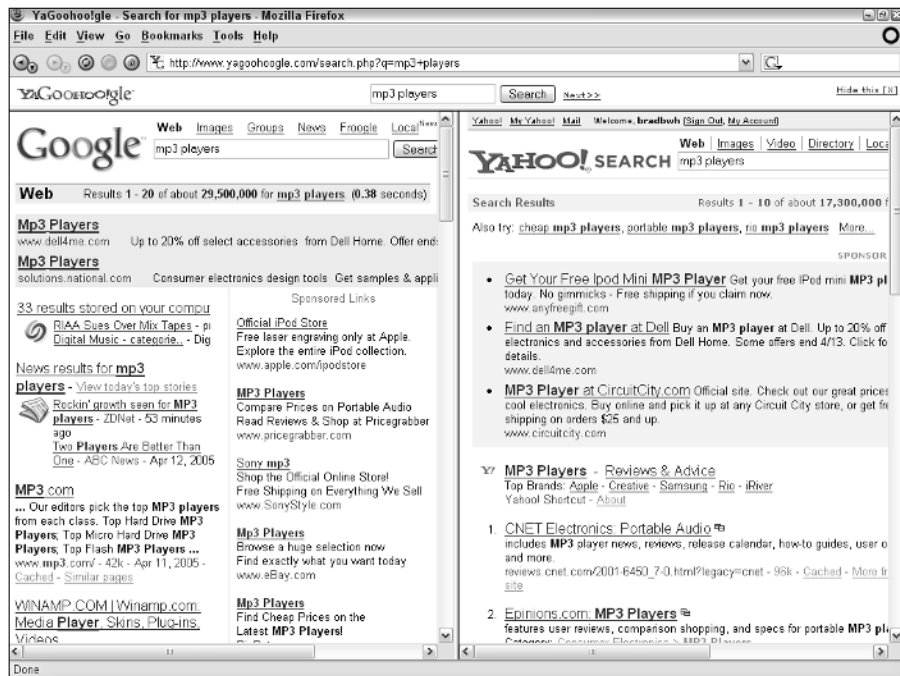 YaGoohoo!gle - Search for mp3 players - Mozilla Firefox
File Edit View Go Bookmarks Tools Help
http://www.yagoohoogle.com/search.php?q=mp3+players
YAGOOHOO!gle mp3 players Search Next>> Hide this [X]
Web Images Groups News Froogle Local New
Google mp3 players Search
Web Results 1 - 20 of about 29,500,000 for mp3 players (0.38 seconds)
Mp3 Players
www.dell4me.com Up to 20% off select accessories from Dell Home. Offer ends
Mp3 Players
solutions.national.com Consumer electronics design tools Get samples & appli
33 results stored on your compu
RIAA Sues Over Mix Tapes - pi
Digital Music - categorie.. - Dig
News results for mp3
players - View today's top stories
Rockin' growth seen for MP3
players - ZDNet - 53 minutes
ago
Two Players Are Better Than
One - ABC News - Apr 12, 2005
MP3.com
... Our editors pick the top MP3 players
from each class. Top Hard Drive MP3
Players; Top Micro Hard Drive MP3
Players; Top Flash MP3 Players ...
www.mp3.com/ - 42k - Apr 11, 2005 -
Cached - Similar pages
WINAMP.COM | Winamp.com:
Media Player, Skins, Plug-ins,
Videos
Sponsored Links
Official iPod Store
Free laser engraving only at Apple.
Explore the entire iPod collection.
www.apple.com/ipodstore
MP3 Players
Compare Prices on Portable Audio
Read Reviews & Shop at Pricegrabber
www.pricegrabber.com
Sony mp3
Shop the Official Online Store!
Free Shipping on Everything We Sell
www.SonyStyle.com
Mp3 Players
Browse a huge selection now
Find exactly what you want today
www.eBay.com
Mp3 Players
Find Cheap Prices on the
Latest MP3 Players!
Yahoo! My Yahoo! Mail Welcome, bradbwh [Sign Out, My Account]
Web | Images | Video | Directory | Loca
YAHOO! SEARCH mp3 players
Search Results Results 1 - 10 of about 17,300,000 f
Also try: cheap mp3 players, portable mp3 players, rio mp3 players More...
SPONSOR
• Get Your Free Ipod Mini MP3 Player Get your free IPod mini MP3 pl
today. No gimmicks - Free shipping if you claim now.
www.anyfreegift.com
• Find an MP3 player at Dell Buy an MP3 player at Dell. Up to 20% off
electronics and accessories from Dell Home. Some offers end 4/13. Click fo
details.
www.dell4me.com
• MP3 Player at CircuitCity.com Official site. Check out our great prices
cool electronics. Buy online and pick it up at any Circuit City store, or get fre
shipping on orders $25 and up.
www.circuitcity.com
Y! MP3 Players - Reviews & Advice
Top Brands: Apple - Creative - Samsung - Rio - iRiver
Yahoo! Shortcut - About
1. CNET Electronics: Portable Audio
includes MP3 player news, reviews, release calendar, how-to guides, user o
and more.
reviews.cnet.com/2001-6450_7-0.html?legacy=cnet - 96k - Cached - More fr
site
2. Epinions.com: MP3 Players
features user reviews, comparison shopping, and specs for portable MP3 pla
Category: Consumer Electronics > MP3 Players
Done